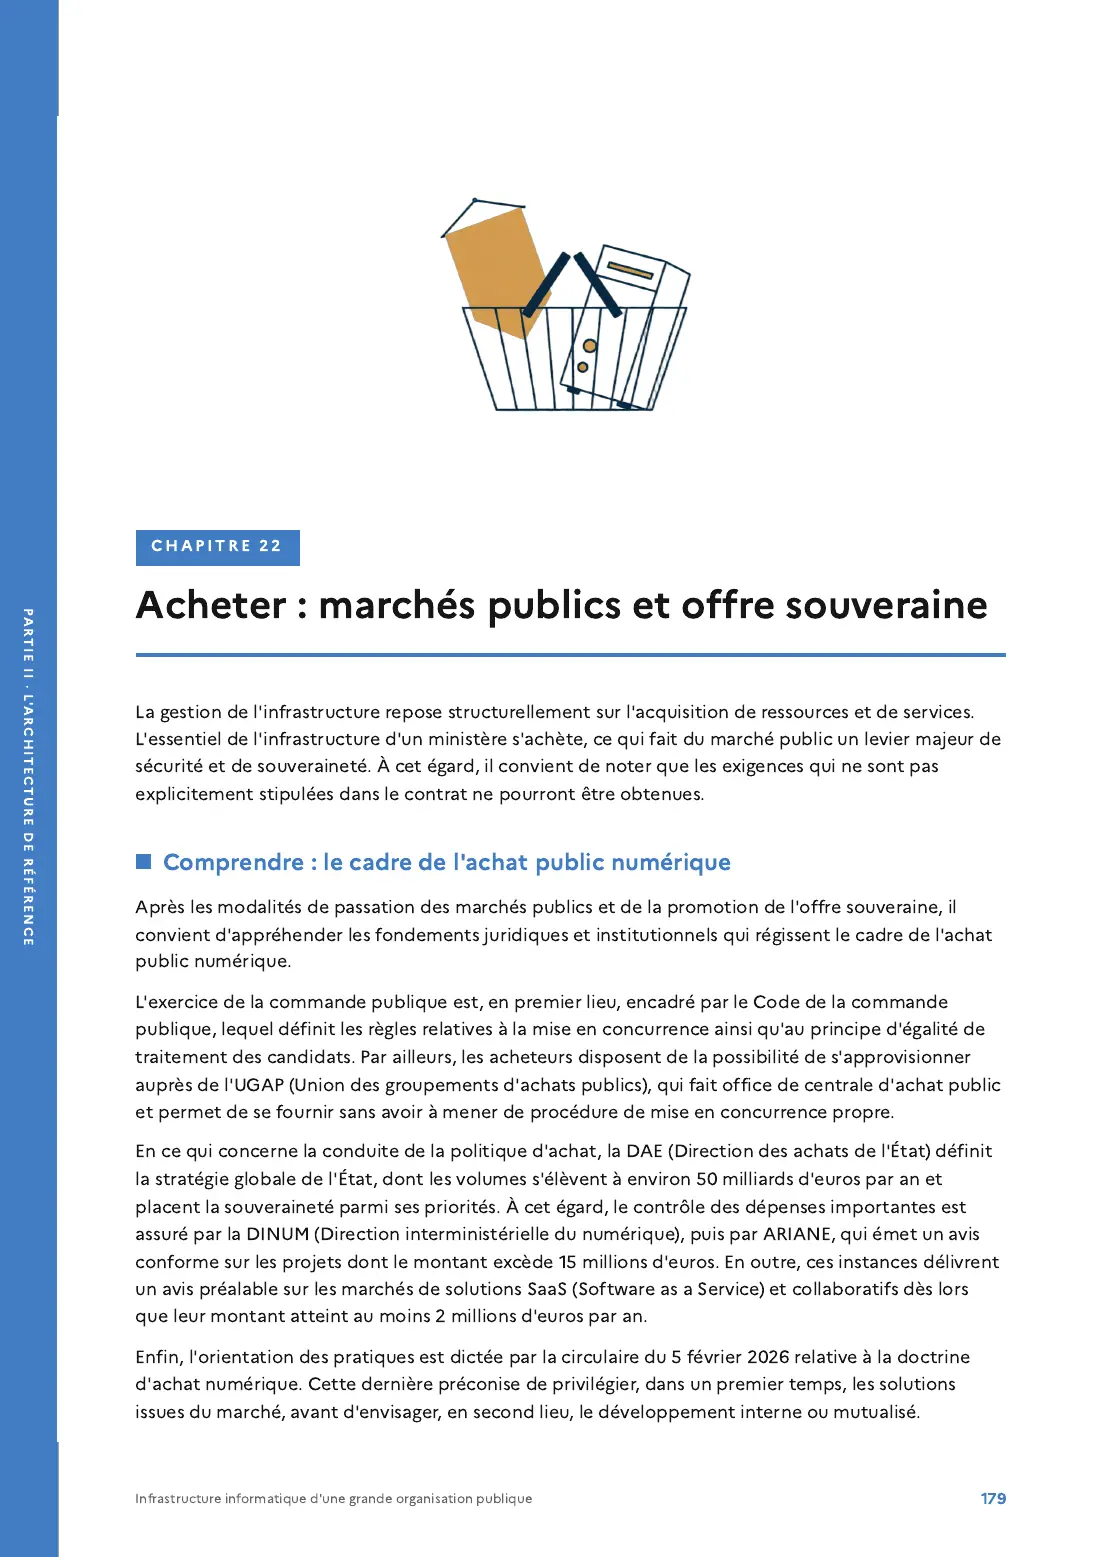 PARTIE II · L'ARCHITECTURE DE RÉFÉRENCE
CHAPITRE 22
Acheter : marchés publics et offre souveraine
La gestion de l'infrastructure repose structurellement sur l'acquisition de ressources et de services.
L'essentiel de l'infrastructure d'un ministère s'achète, ce qui fait du marché public un levier majeur de
sécurité et de souveraineté. À cet égard, il convient de noter que les exigences qui ne sont pas
explicitement stipulées dans le contrat ne pourront être obtenues.
Comprendre : le cadre de l'achat public numérique
Après les modalités de passation des marchés publics et de la promotion de l'offre souveraine, il
convient d'appréhender les fondements juridiques et institutionnels qui régissent le cadre de l'achat
public numérique.
L'exercice de la commande publique est, en premier lieu, encadré par le Code de la commande
publique, lequel définit les règles relatives à la mise en concurrence ainsi qu'au principe d'égalité de
traitement des candidats. Par ailleurs, les acheteurs disposent de la possibilité de s'approvisionner
auprès de l'UGAP (Union des groupements d'achats publics), qui fait office de centrale d'achat public
et permet de se fournir sans avoir à mener de procédure de mise en concurrence propre.
En ce qui concerne la conduite de la politique d'achat, la DAE (Direction des achats de l'État) définit
la stratégie globale de l'État, dont les volumes s'élèvent à environ 50 milliards d'euros par an et
placent la souveraineté parmi ses priorités. À cet égard, le contrôle des dépenses importantes est
assuré par la DINUM (Direction interministérielle du numérique), puis par ARIANE, qui émet un avis
conforme sur les projets dont le montant excède 15 millions d'euros. En outre, ces instances délivrent
un avis préalable sur les marchés de solutions SaaS (Software as a Service) et collaboratifs dès lors
que leur montant atteint au moins 2 millions d'euros par an.
Enfin, l'orientation des pratiques est dictée par la circulaire du 5 février 2026 relative à la doctrine
d'achat numérique. Cette dernière préconise de privilégier, dans un premier temps, les solutions
issues du marché, avant d'envisager, en second lieu, le développement interne ou mutualisé.
Infrastructure informatique d'une grande organisation publique
179